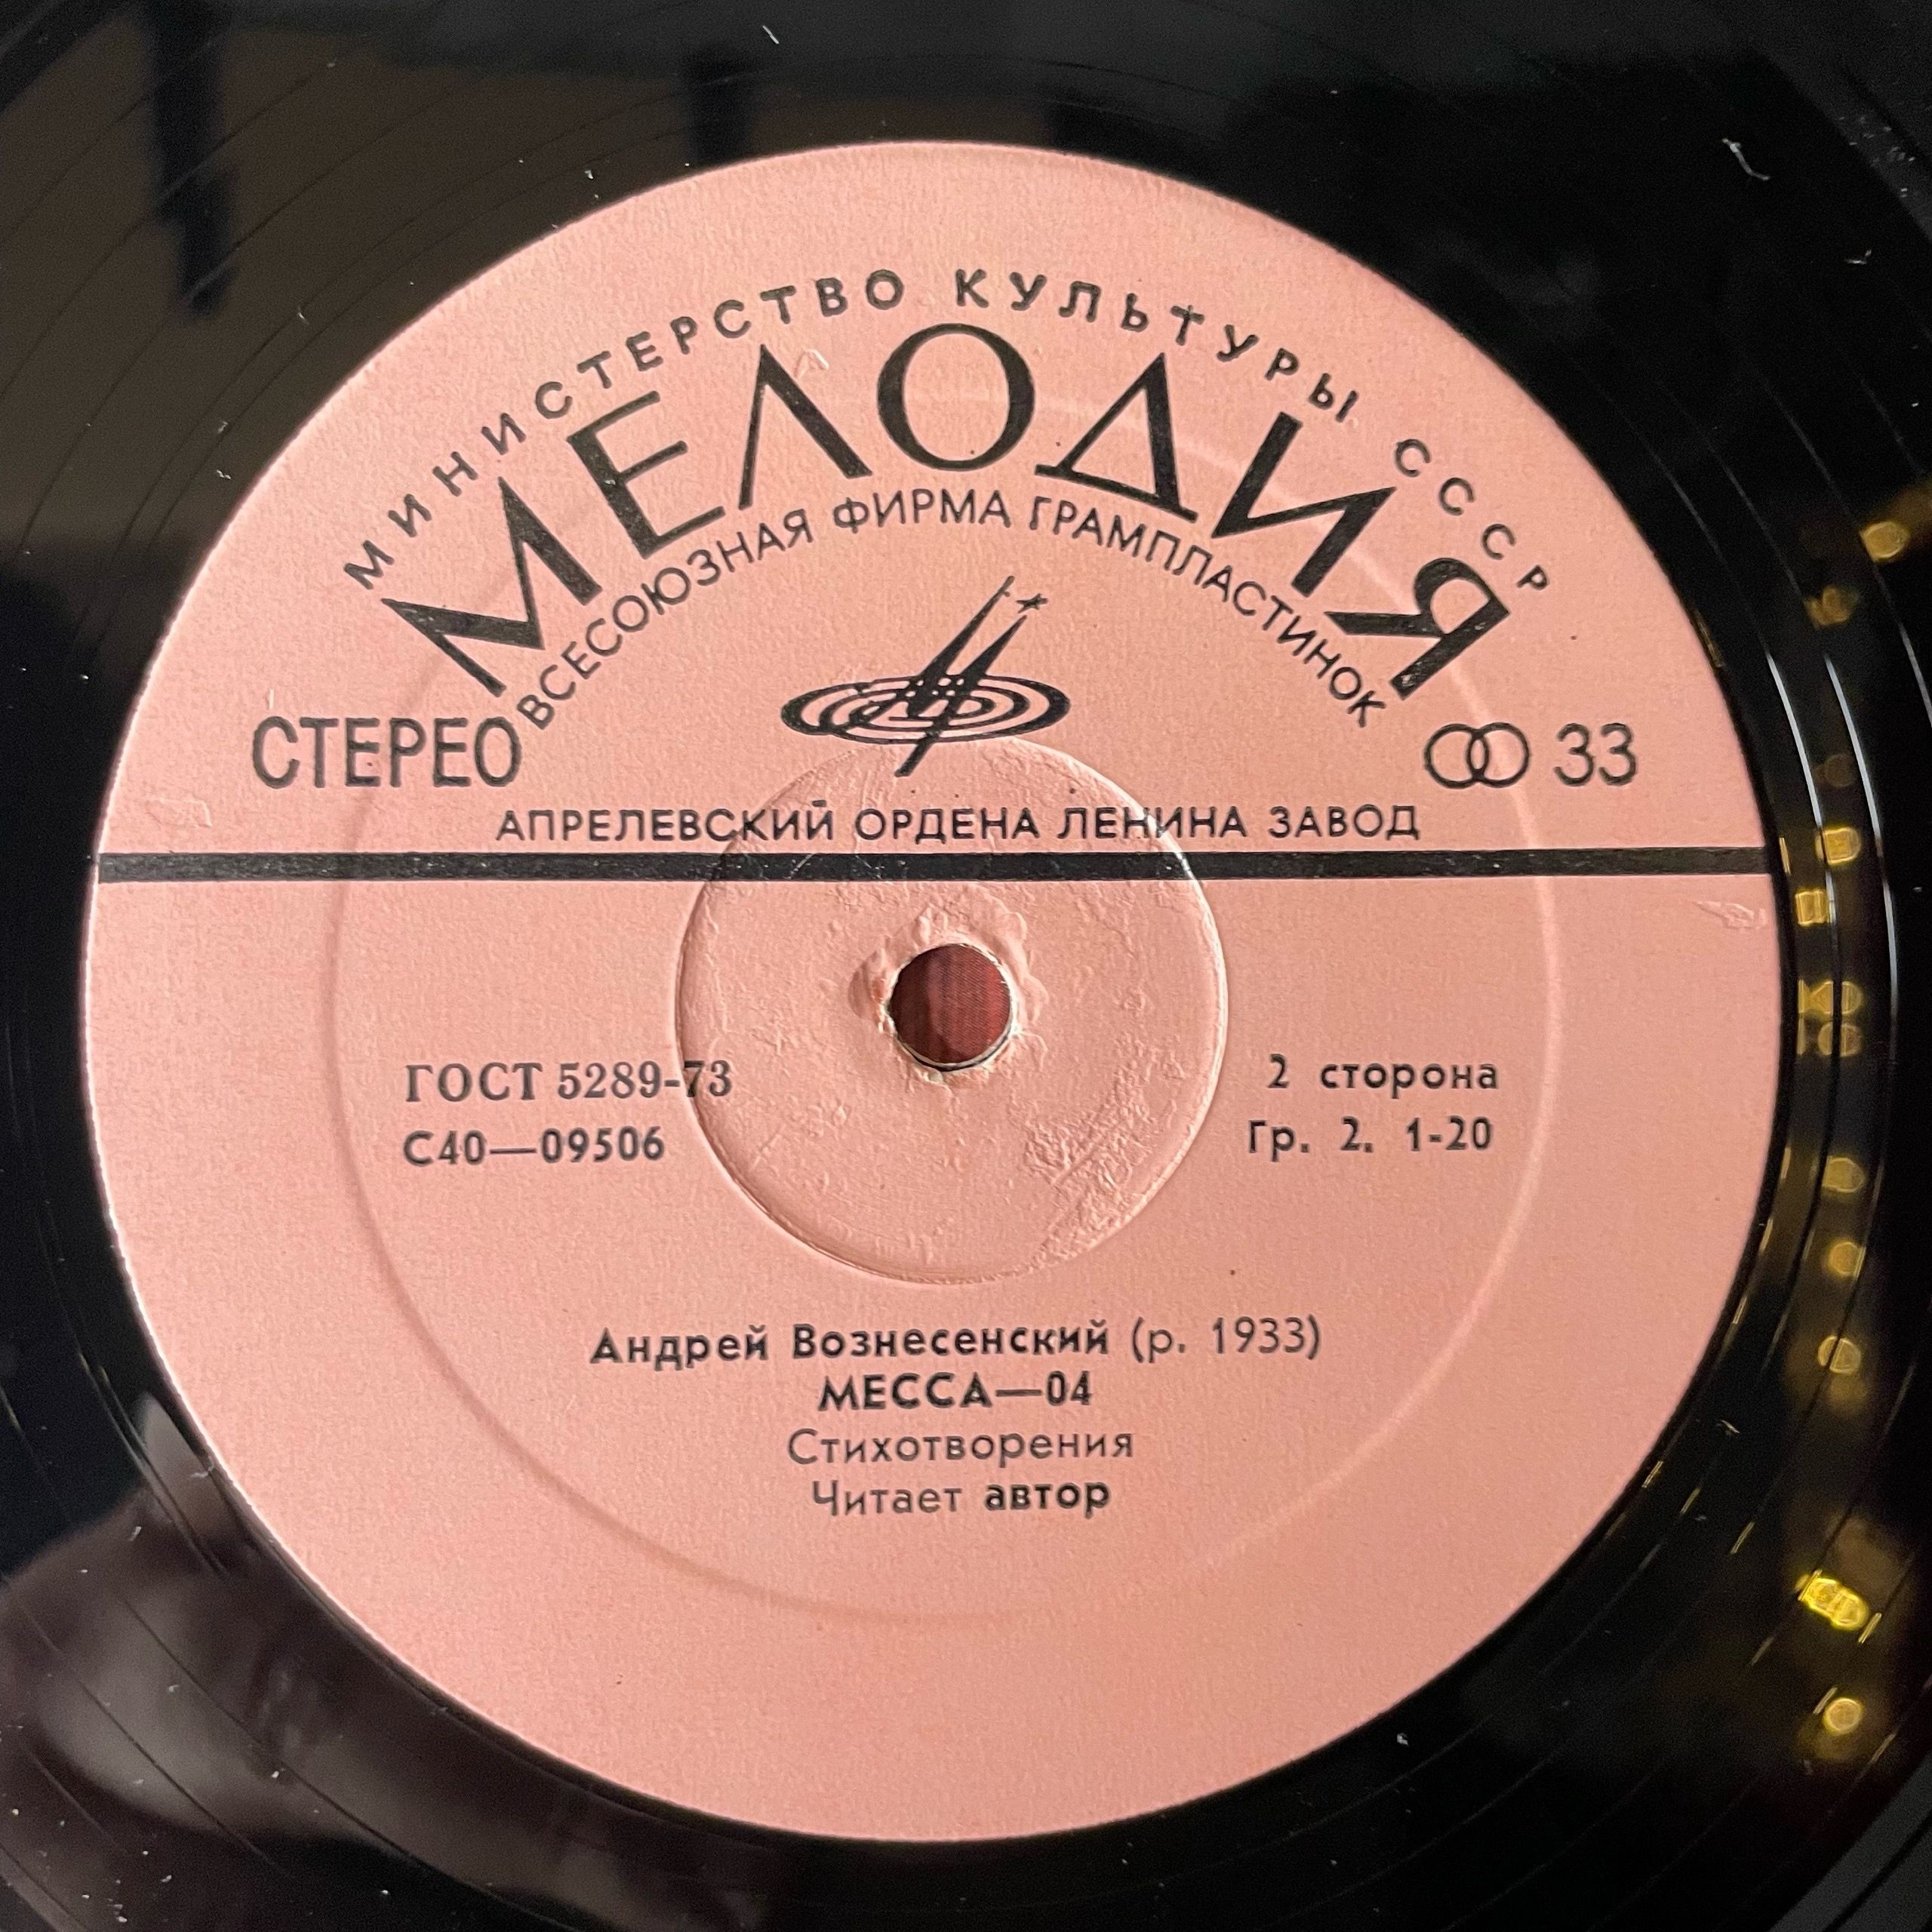 МИНИСТЕРСТВО КУЛЬТУРЫ СССР
МЕЛОДИЯ
ВСЕСОЮЗНАЯ ФИРМА ГРАМПЛАСТИНОК
СТЕРЕО
33
АПРЕЛЕВСКИЙ ОРДЕНА ЛЕНИНА ЗАВОД
ГОСТ 5289-73
2 сторона
С40—09506
Гр. 2. 1-20
Андрей Вознесенский (р. 1933)
МЕССА—04
Стихотворения
Читает автор